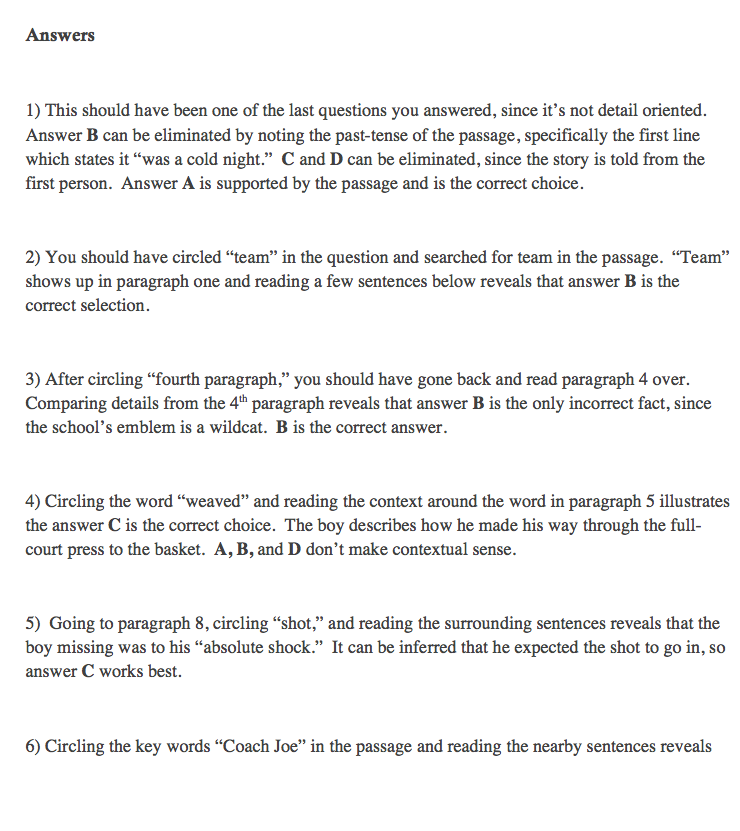 Answers
1) This should have been one of the last questions you answered, since it’s not detail oriented.
Answer B can be eliminated by noting the past-tense of the passage, specifically the first line
which states it “was a cold night.”  C and D can be eliminated, since the story is told from the
first person.  Answer A is supported by the passage and is the correct choice.
2) You should have circled “team” in the question and searched for team in the passage.  “Team”
shows up in paragraph one and reading a few sentences below reveals that answer B is the
correct selection.
3) After circling “fourth paragraph,” you should have gone back and read paragraph 4 over.
Comparing details from the 4th paragraph reveals that answer B is the only incorrect fact, since
the school’s emblem is a wildcat.  B is the correct answer.
4) Circling the word “weaved” and reading the context around the word in paragraph 5 illustrates
the answer C is the correct choice.  The boy describes how he made his way through the full-
court press to the basket.  A, B, and D don’t make contextual sense.
5)  Going to paragraph 8, circling “shot,” and reading the surrounding sentences reveals that the
boy missing was to his “absolute shock.”  It can be inferred that he expected the shot to go in, so
answer C works best.
6) Circling the key words “Coach Joe” in the passage and reading the nearby sentences reveals